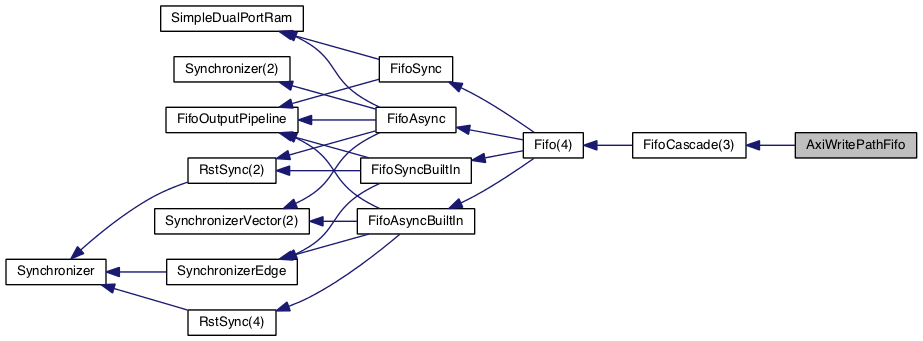 SimpleDualPortRam
Synchronizer(2)
FifoSync
FifoOutputPipeline
FifoAsync
Fifo(4)
FifoCascade(3)
AxiWritePathFifo
RstSync(2)
FifoSyncBuiltIn
SynchronizerVector(2)
FifoAsyncBuiltIn
Synchronizer
SynchronizerEdge
RstSync(4)